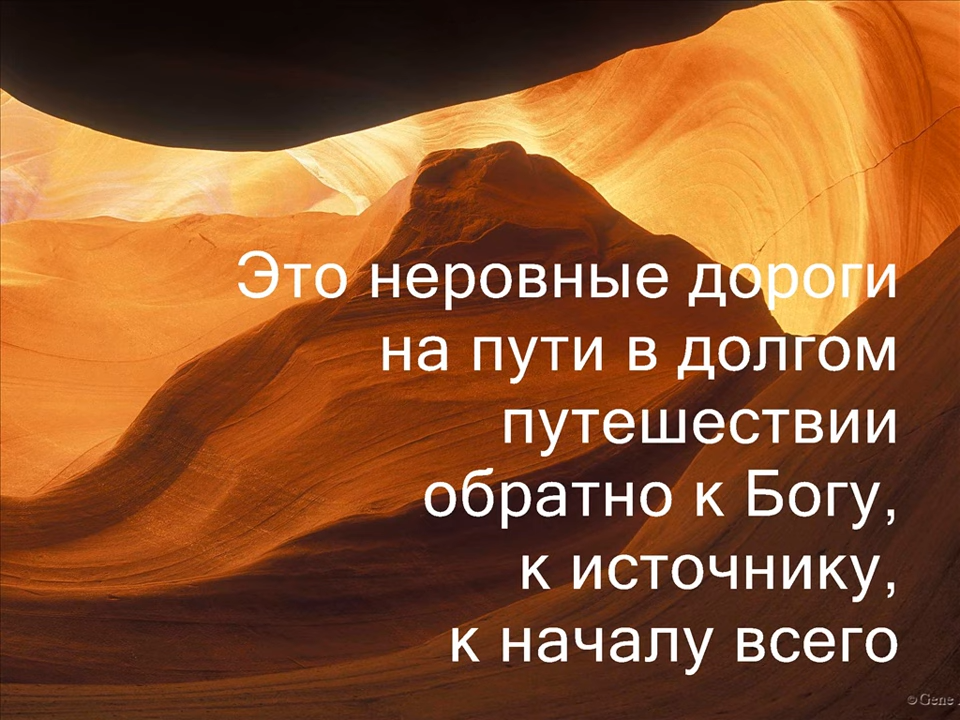 Это неровные дороги
на пути в долгом
путешествии
обратно к Богу,
к источнику,
к началу всего
©Gene